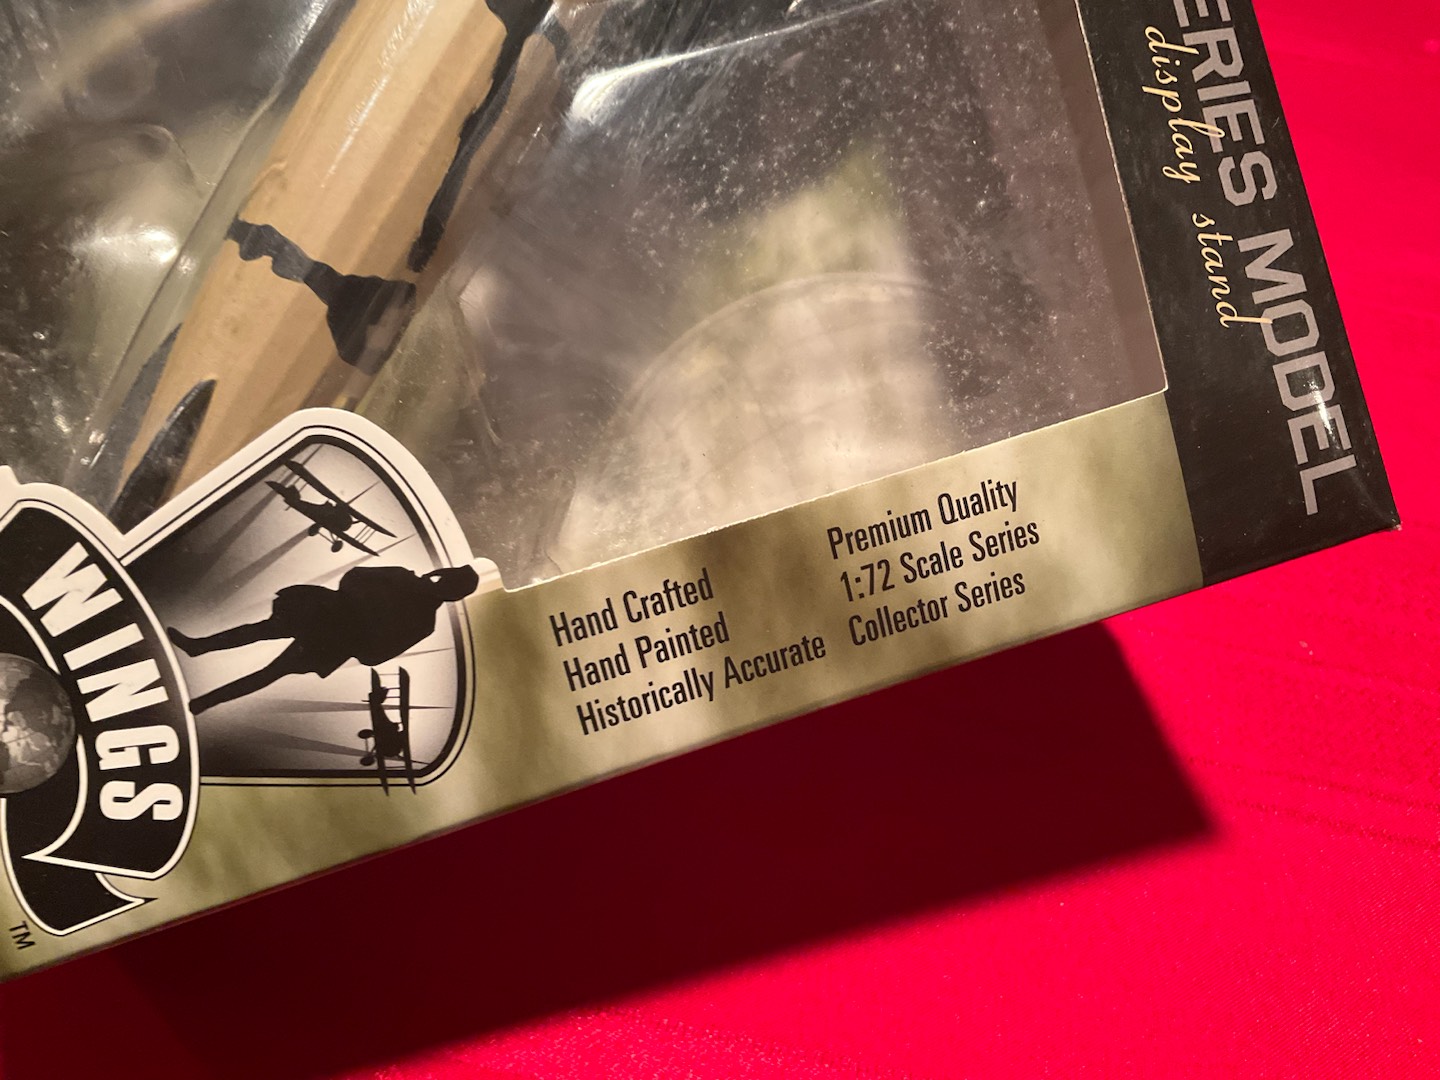 ERIES MODEL
display stand
Premium Quality
1:72 Scale Series
Collector Series
Hand Crafted
Hand Painted
Historically Accurate
WINGS
TM